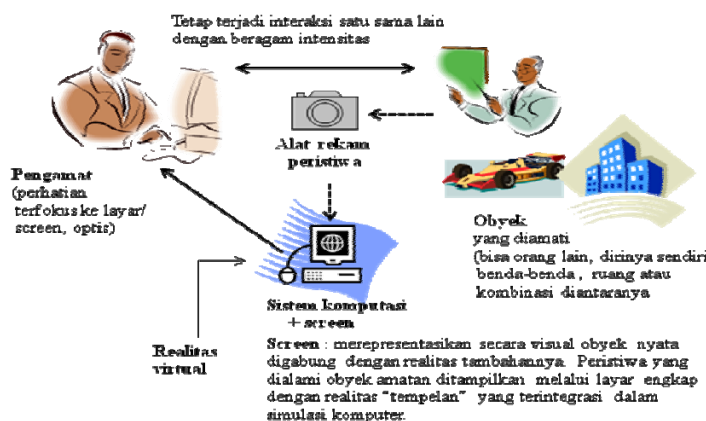 Tetap terjadi interaksi satu sama lain
dengan beragam intensitas
Alat rekam
peristiwa
Pengamat
(perhatian
terfokus ke layar/
screen, optis)
Obyek
yang diamati
(bisa orang lain, dirinya sendiri
benda-benda , ruang atau
kombinasi diantaranya
Sistem komputasi
+ screen
Realitas
virtual
Screen : merepresentasikan secara visual obyek nyata
digabung dengan realitas tambahannya. Peristiwa yang
dialami obyek amatan ditampilkan melalui layar engkap
dengan realitas "tempelan" yang terintegrasi dalam
simulasi komputer.